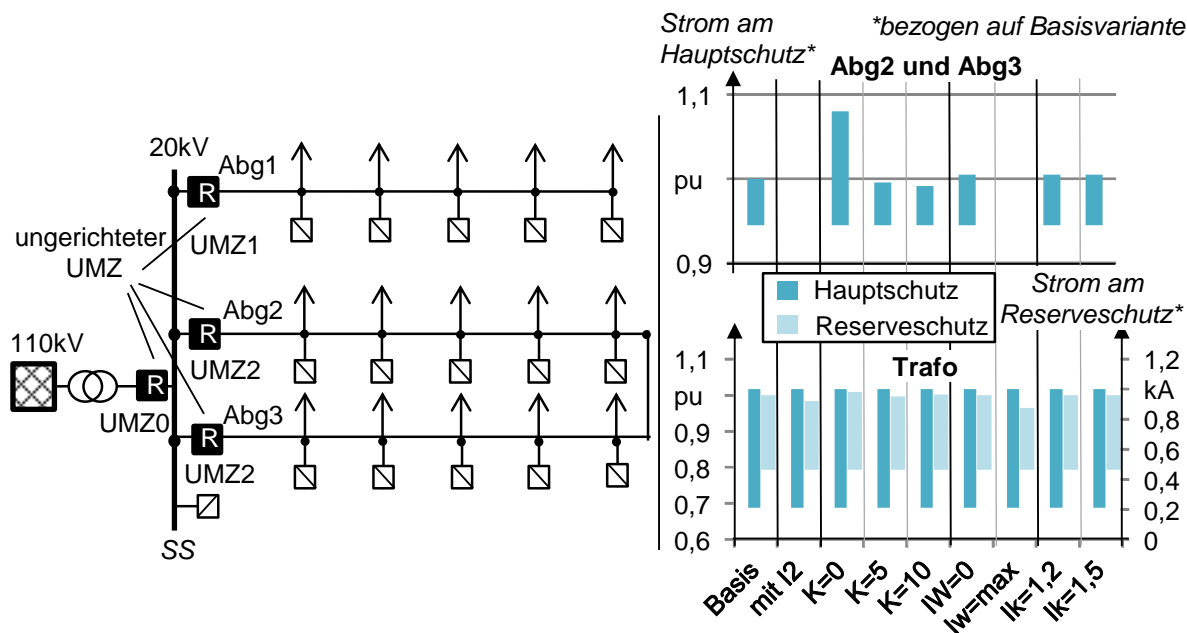 20kV
Abg1
R
ungerichteter
UMZ
UMZ1
Abg2
R
110kV
UMZ2
R
Abg3
UMZ0
R
UMZ2
SS
Strom am
Hauptschutz*
*bezogen auf Basisvariante
Abg2 und Abg3
1,1
pu
0,9
Hauptschutz
Reserveschutz
Strom am
Reserveschutz*
Trafo
1,1
pu
0,9
0,8
0,7
0,6
1,2
kA
0,8
0,6
0,4
0,2
0
Basis
mit I2
K=0
K=5
K=10
IW=0
Iw=max
Ik=1,2
Ik=1,5